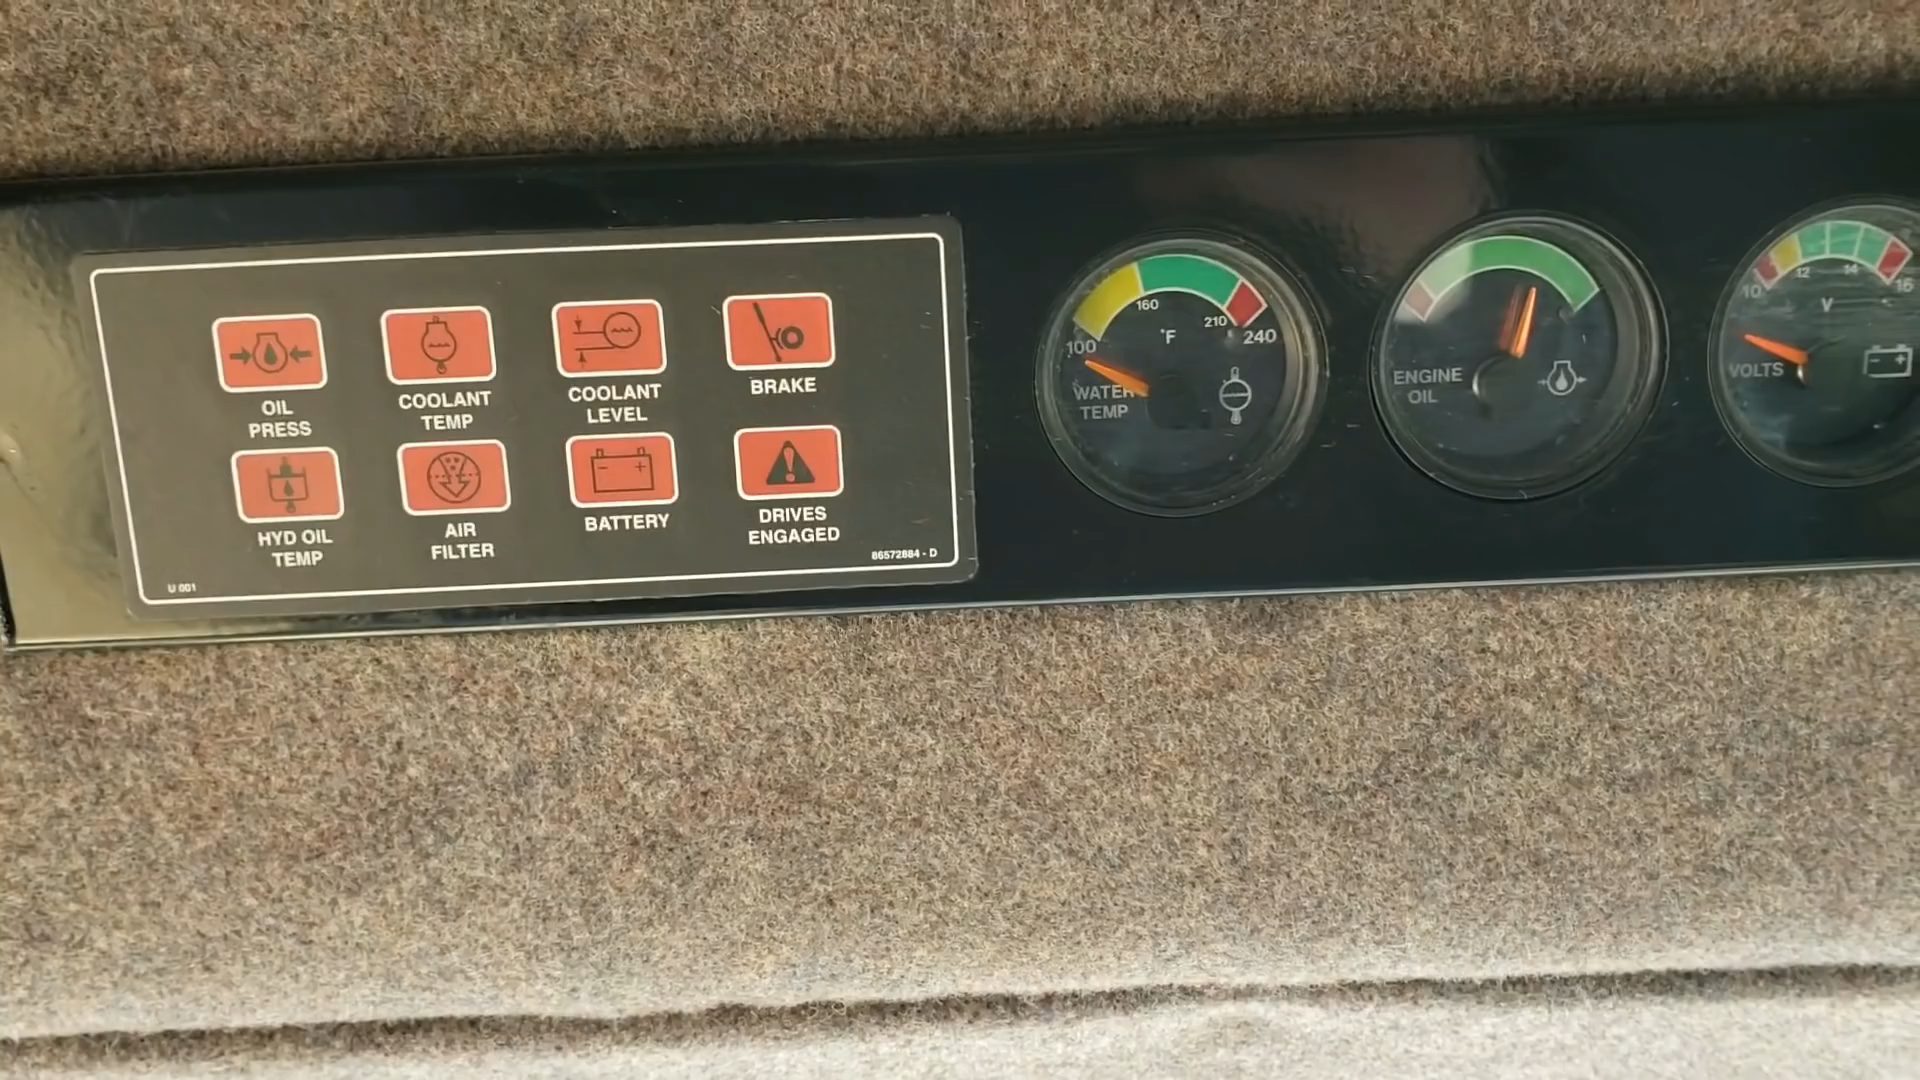 OIL
PRESS
COOLANT
TEMP
COOLANT
LEVEL
BRAKE
HYD OIL
TEMP
AIR
FILTER
BATTERY
DRIVES
ENGAGED
U 001
86572884 - D
100
160
210
240
°F
WATER
TEMP
ENGINE
OIL
10
12
14
16
V
VOLTS